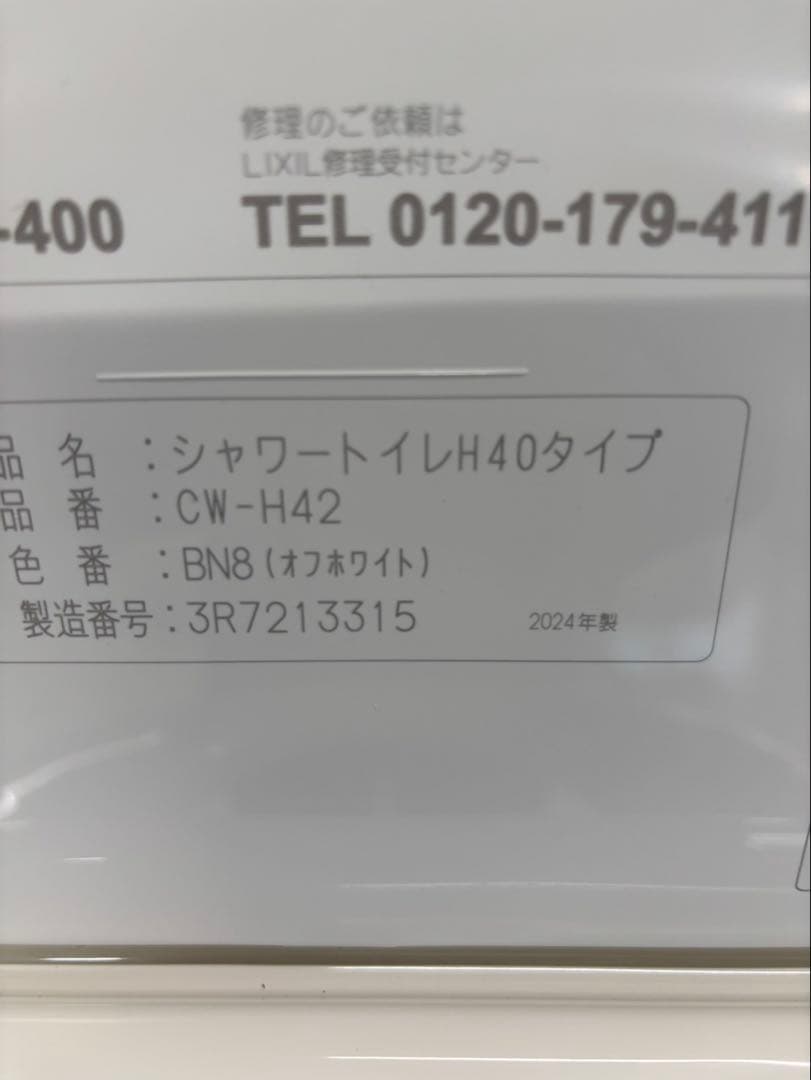 修理のご依頼は
LIXIL修理受付センター
-400 TEL 0120-179-411
品 名 :シャワートイレH40タイプ
品 番 :CW-H42
色 番 :BN8(オフホワイト)
製造番号:3R7213315 2024年製